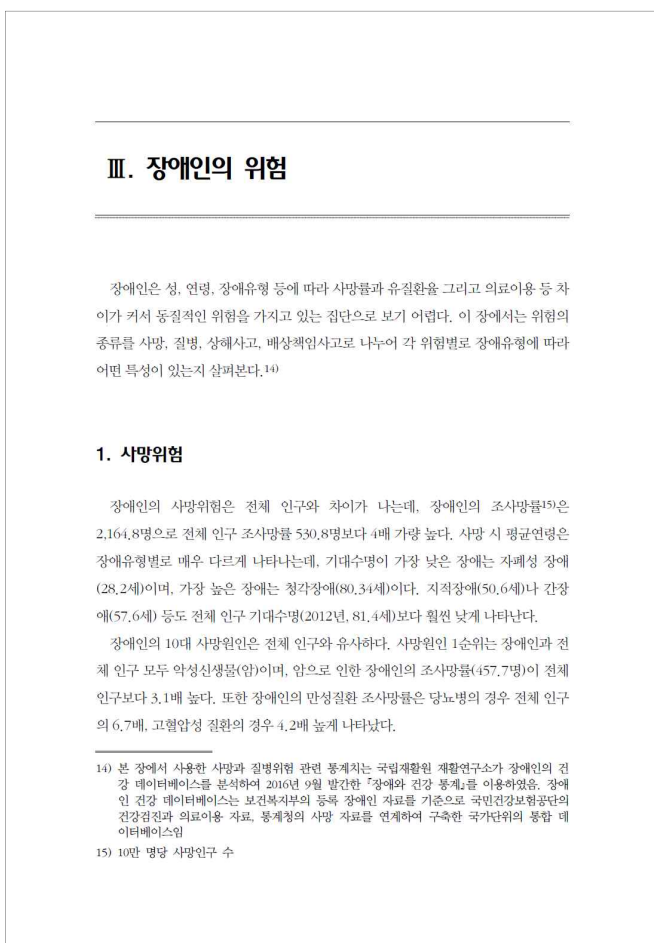 Ⅲ. 장애인의 위험
장애인은 성, 연령, 장애유형 등에 따라 사망률과 유질환율 그리고 의료이용 등 차
이가 커서 동질적인 위험을 가지고 있는 집단으로 보기 어렵다. 이 장에서는 위험의
종류를 사망, 질병, 상해사고, 배상책임사고로 나누어 각 위험별로 장애유형에 따라
어떤 특성이 있는지 살펴본다.14)
1. 사망위험
장애인의 사망위험은 전체 인구와 차이가 나는데, 장애인의 조사망률15)은
2,164.8명으로 전체 인구 조사망률 530.8명보다 4배 가량 높다. 사망 시 평균연령은
장애유형별로 매우 다르게 나타나는데, 기대수명이 가장 낮은 장애는 자폐성 장애
(28.2세)이며, 가장 높은 장애는 청각장애(80.34세)이다. 지적장애(50.6세)나 간장
애(57.6세) 등도 전체 인구 기대수명(2012년, 81.4세)보다 훨씬 낮게 나타난다.
장애인의 10대 사망원인은 전체 인구와 유사하다. 사망원인 1순위는 장애인과 전
체 인구 모두 악성신생물(암)이며, 암으로 인한 장애인의 조사망률(457.7명)이 전체
인구보다 3.1배 높다. 또한 장애인의 만성질환 조사망률은 당뇨병의 경우 전체 인구
의 6.7배, 고혈압성 질환의 경우 4.2배 높게 나타났다.
14) 본 장에서 사용한 사망과 질병위험 관련 통계치는 국립재활원 재활연구소가 장애인의 건
강 데이터베이스를 분석하여 2016년 9월 발간한 『장애와 건강 통계』를 이용하였음. 장애
인 건강 데이터베이스는 보건복지부의 등록 장애인 자료를 기준으로 국민건강보험공단의
건강검진과 의료이용 자료, 통계청의 사망 자료를 연계하여 구축한 국가단위의 통합 데
이터베이스임
15) 10만 명당 사망인구 수